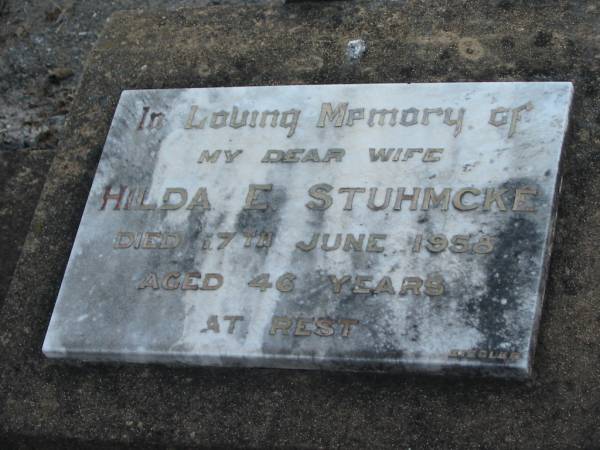 In Loving Memory of
MY DEAR WIFE
HILDA E STUHMCKE
DIED 17TH JUNE 1958
AGED 46 YEARS
AT REST